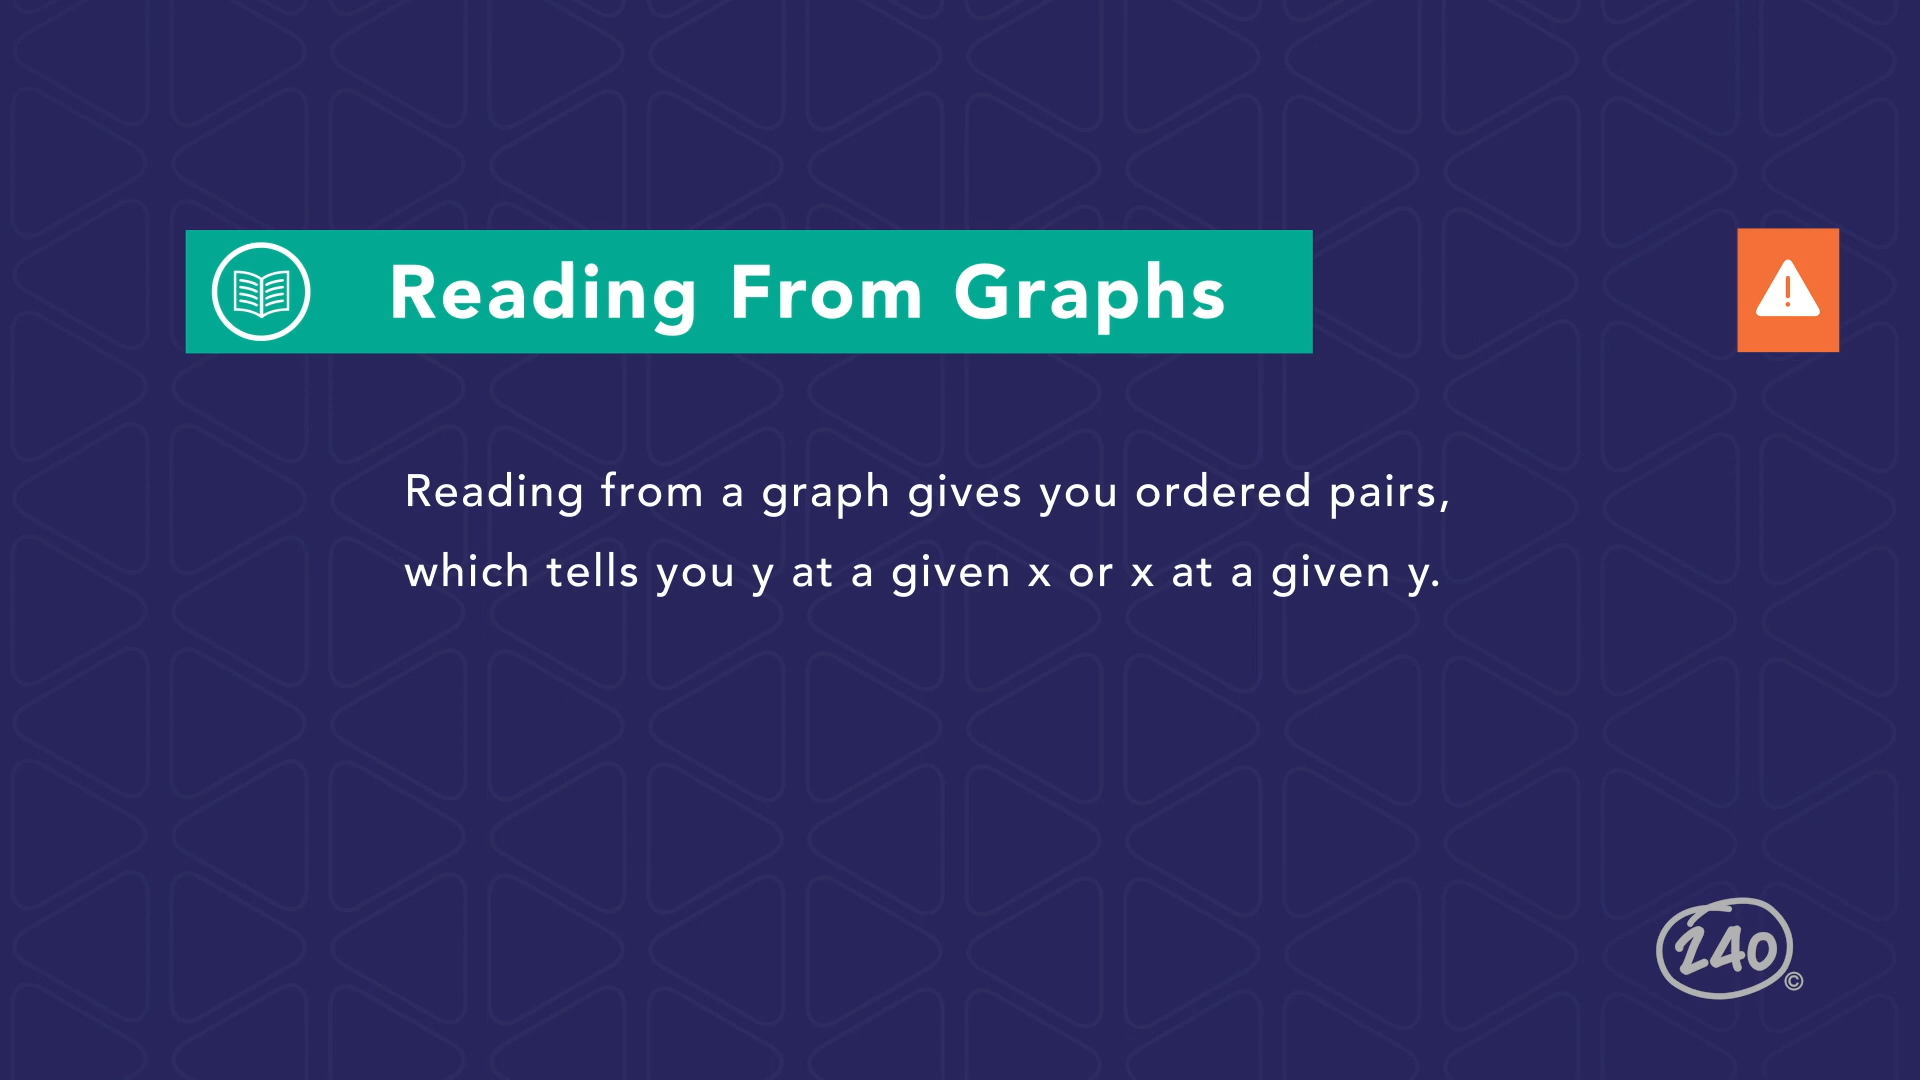 Reading From Graphs
Reading from a graph gives you ordered pairs,
which tells you y at a given x or x at a given y.
240
©